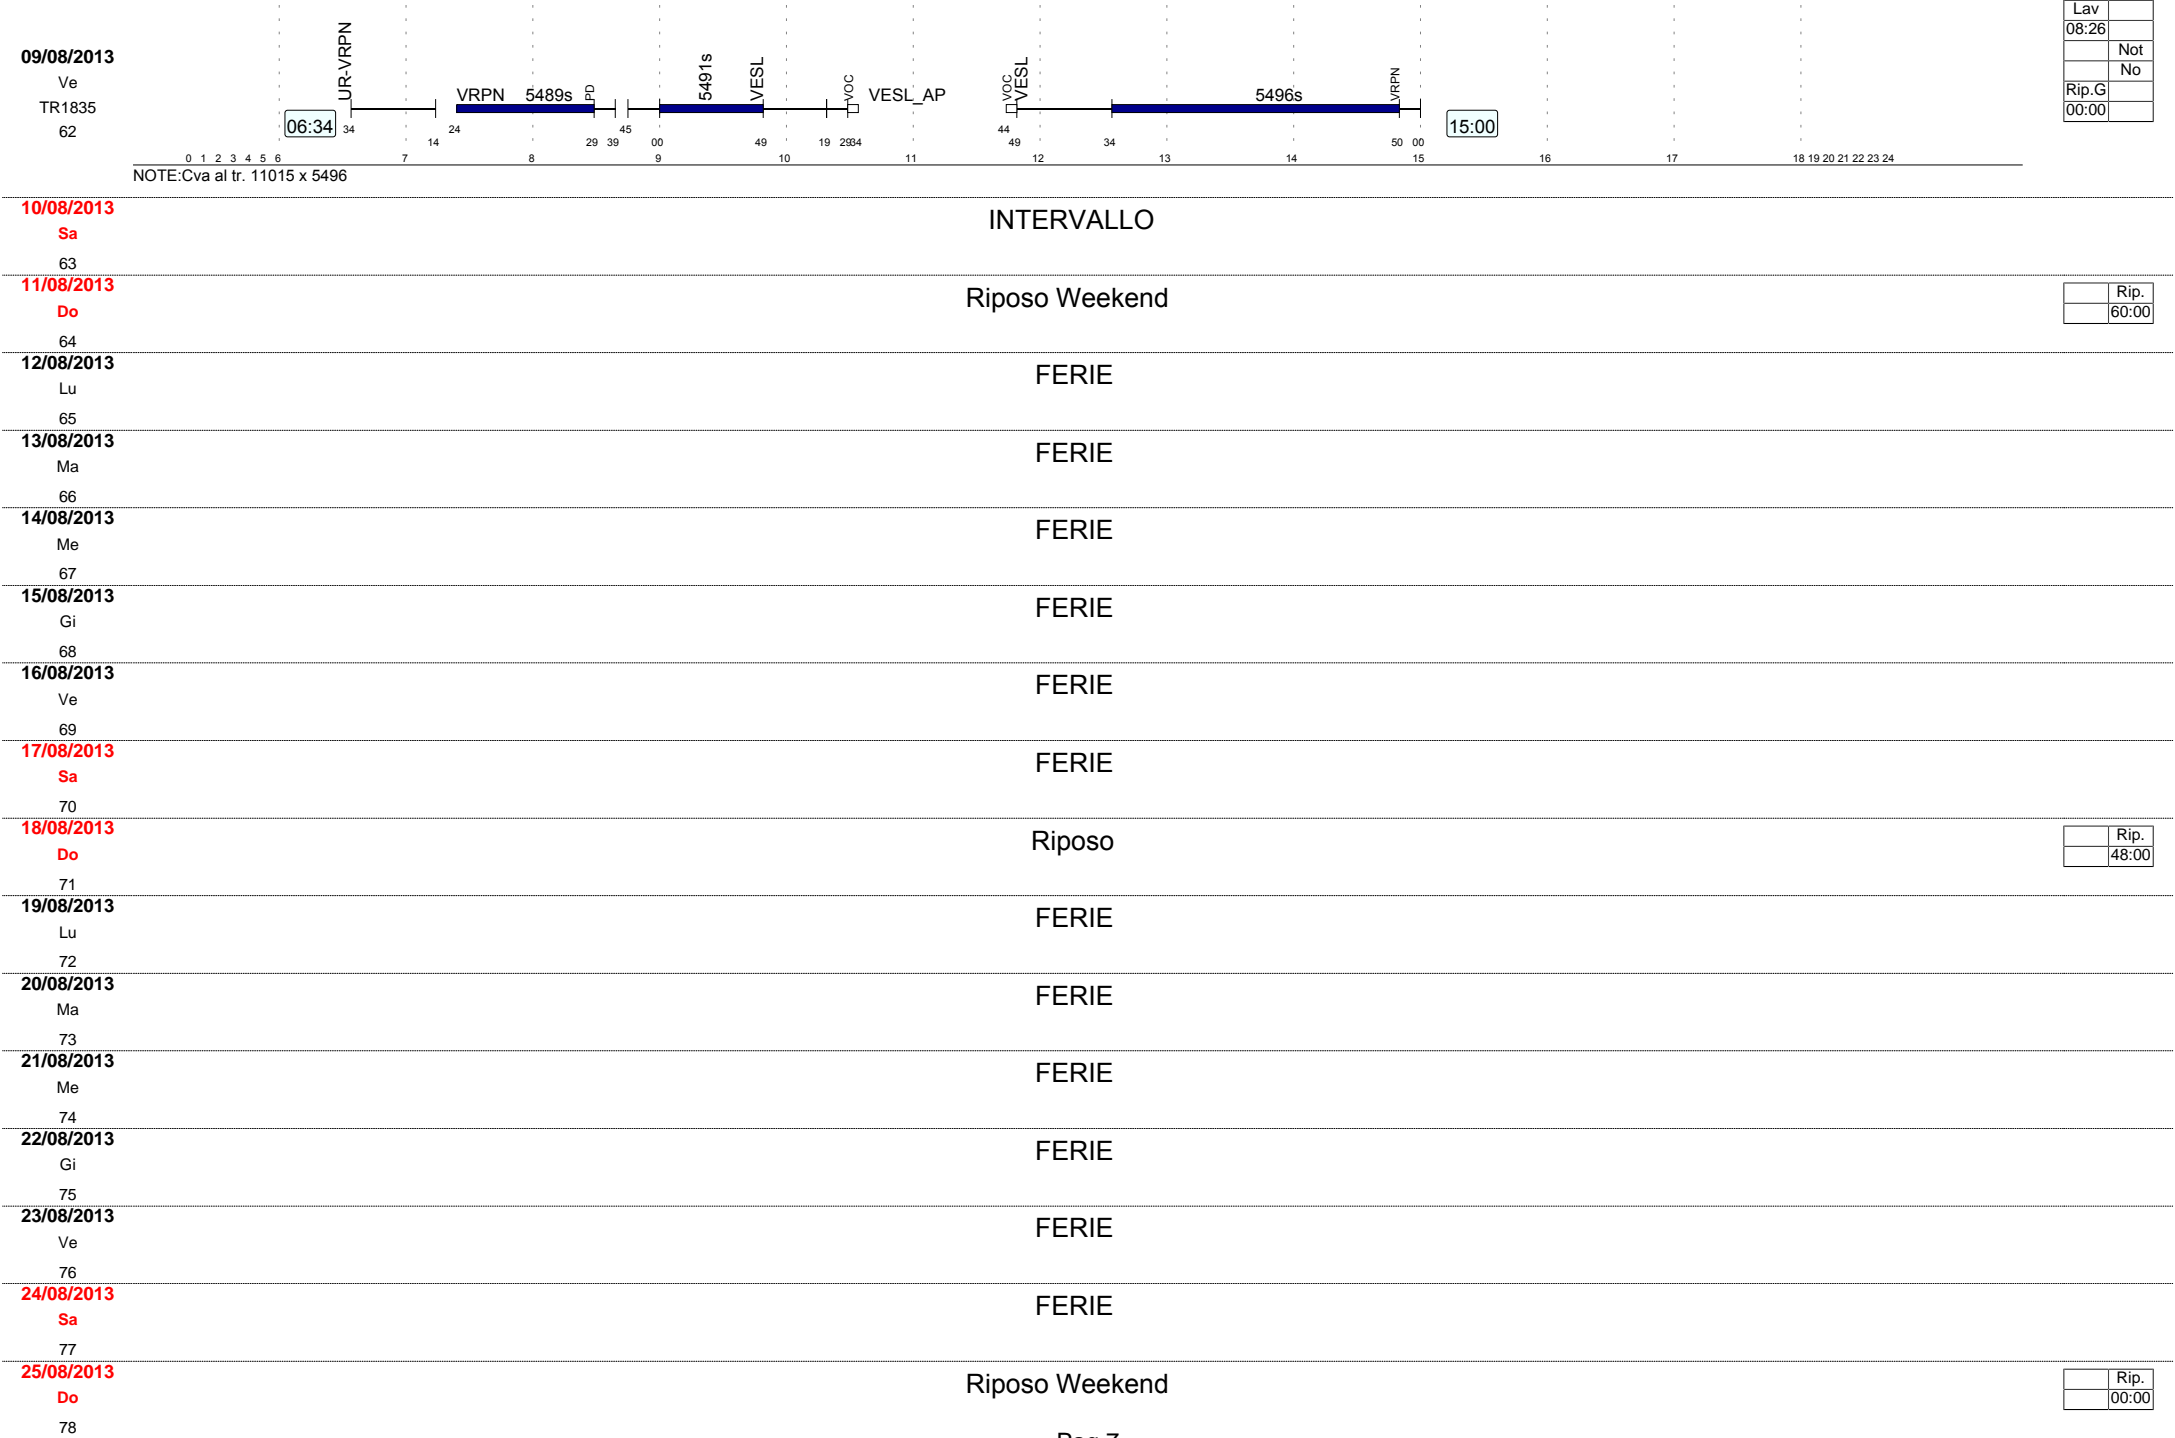 Lav
08:26
Not
No
Rip.G
00:00
09/08/2013
Ve
TR1835
62
06:34
UR-VRPN
VRPN 5489s PD
5491s VESL
VOC VESL_AP
VOC VESL
5496s VRPN
15:00
34 14 24 29 39 45 00 49 19 29 34 44 49 34 50 00
0 1 2 3 4 5 6 7 8 9 10 11 12 13 14 15 16 17 18 19 20 21 22 23 24
NOTE:Cva al tr. 11015 x 5496
10/08/2013
Sa
63
INTERVALLO
11/08/2013
Do
64
Riposo Weekend
Rip.
60:00
12/08/2013
Lu
65
FERIE
13/08/2013
Ma
66
FERIE
14/08/2013
Me
67
FERIE
15/08/2013
Gi
68
FERIE
16/08/2013
Ve
69
FERIE
17/08/2013
Sa
70
FERIE
18/08/2013
Do
71
Riposo
Rip.
48:00
19/08/2013
Lu
72
FERIE
20/08/2013
Ma
73
FERIE
21/08/2013
Me
74
FERIE
22/08/2013
Gi
75
FERIE
23/08/2013
Ve
76
FERIE
24/08/2013
Sa
77
FERIE
25/08/2013
Do
78
Riposo Weekend
Rip.
00:00